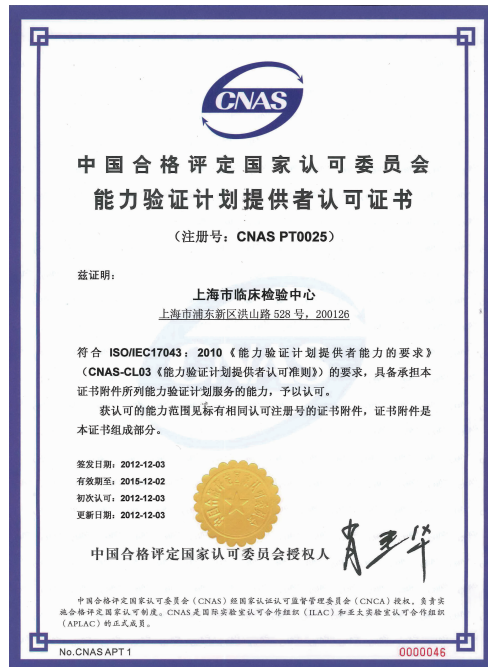 CNAS
中国合格评定国家认可委员会
能力验证计划提供者认可证书
（注册号：CNAS PT0025）
兹证明：
上海市临床检验中心
上海市浦东新区洪山路 528 号，200126
符合 ISO/IEC17043：2010《能力验证计划提供者能力的要求》
（CNAS-CL03《能力验证计划提供者认可准则》）的要求，具备承担本
证书附件所列能力验证计划服务的能力，予以认可。
获认可的能力范围见标有相同认可注册号的证书附件，证书附件是
本证书组成部分。
签发日期：2012-12-03
有效期至：2015-12-02
初次认可：2012-12-03
更新日期：2012-12-03
中国合格评定国家认可委员会授权人
中国合格评定国家认可委员会（CNAS）经国家认证认可监督管理委员会（CNCA）授权，负责实
施合格评定国家认可制度。CNAS是国际实验室认可合作组织（ILAC）和亚太实验室认可合作组织
（APLAC）的正式成员。
No.CNAS APT 1
0000046